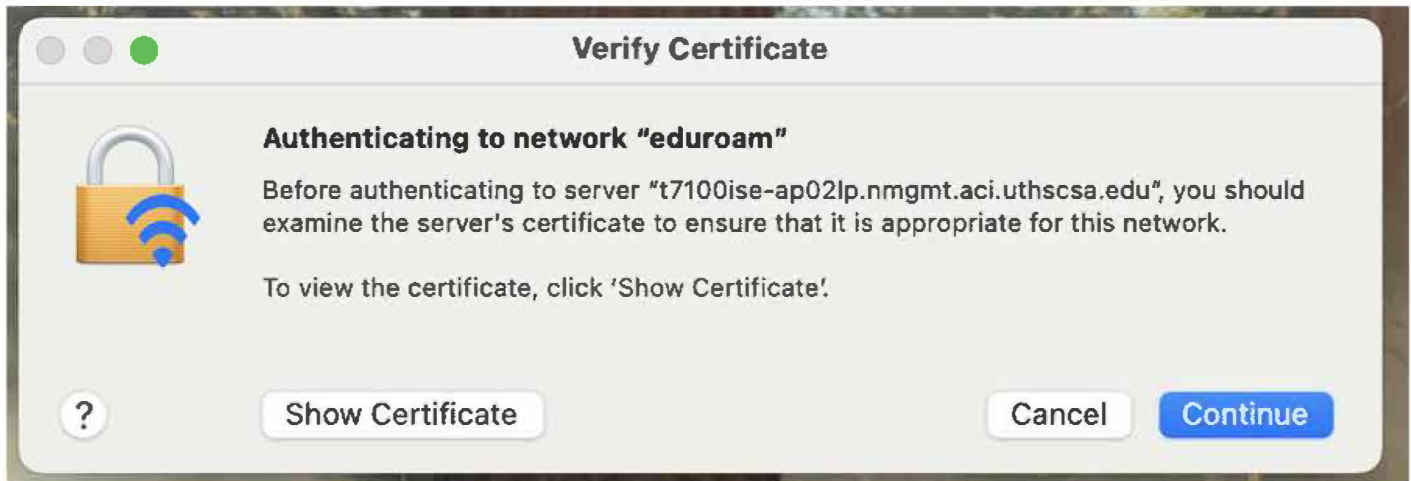 Verify Certificate
Authenticating to network "eduroam"
Before authenticating to server "t7100ise-ap02lp.nmgmt.aci.uthscsa.edu", you should
examine the server's certificate to ensure that it is appropriate for this network.
To view the certificate, click 'Show Certificate'.
? Show Certificate Cancel Continue